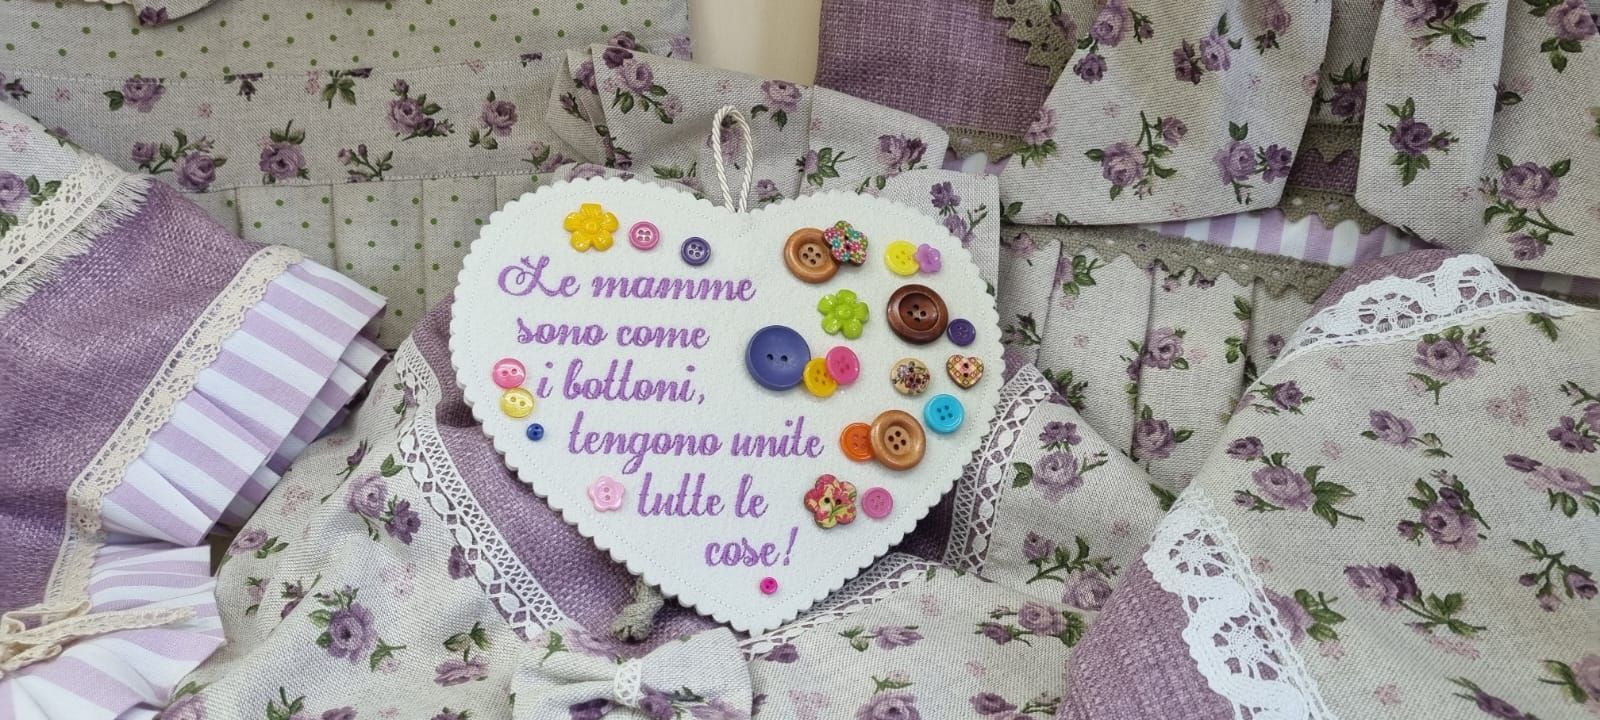 Le mamme
sono come
i bottoni,
tengono unite
tutte le
cose!